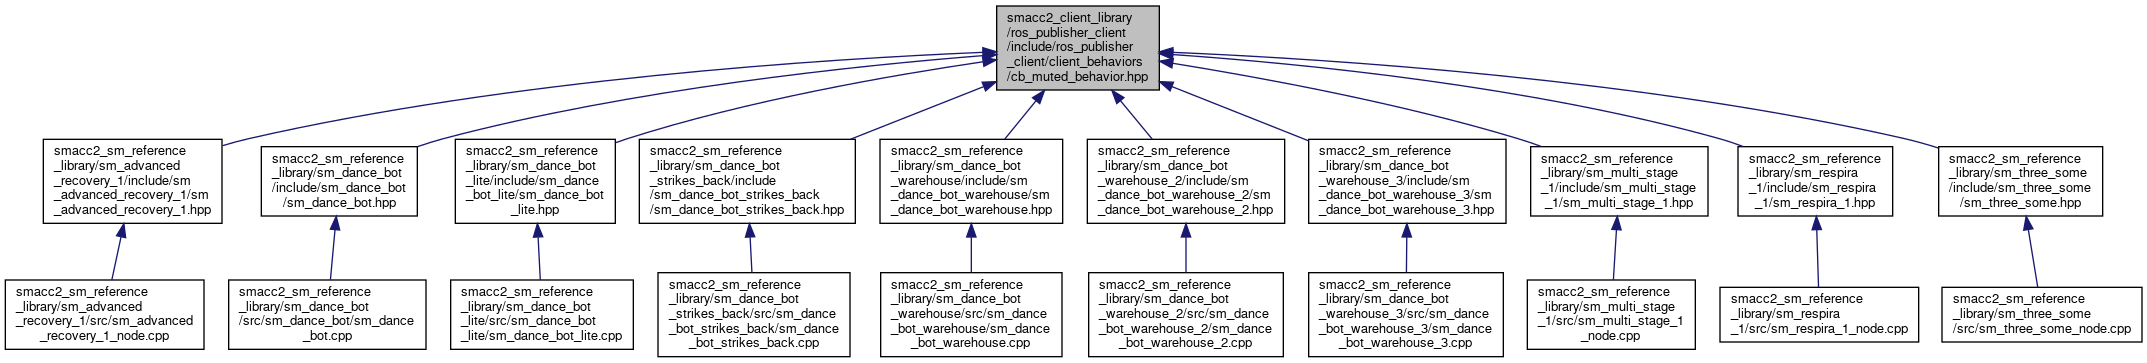 smacc2_client_library
/ros_publisher_client
/include/ros_publisher
_client/client_behaviors
/cb_muted_behavior.hpp
smacc2_sm_reference
_library/sm_advanced
_recovery_1/include/sm
_advanced_recovery_1/sm
_advanced_recovery_1.hpp
smacc2_sm_reference
_library/sm_dance_bot
/include/sm_dance_bot
/sm_dance_bot.hpp
smacc2_sm_reference
_library/sm_dance_bot
_lite/include/sm_dance
_bot_lite/sm_dance_bot
_lite.hpp
smacc2_sm_reference
_library/sm_dance_bot
_strikes_back/include
/sm_dance_bot_strikes_back
/sm_dance_bot_strikes_back.hpp
smacc2_sm_reference
_library/sm_dance_bot
_warehouse/include/sm
_dance_bot_warehouse/sm
_dance_bot_warehouse.hpp
smacc2_sm_reference
_library/sm_dance_bot
_warehouse_2/include/sm
_dance_bot_warehouse_2/sm
_dance_bot_warehouse_2.hpp
smacc2_sm_reference
_library/sm_dance_bot
_warehouse_3/include/sm
_dance_bot_warehouse_3/sm
_dance_bot_warehouse_3.hpp
smacc2_sm_reference
_library/sm_multi_stage
_1/include/sm_multi_stage
_1/sm_multi_stage_1.hpp
smacc2_sm_reference
_library/sm_respira
_1/include/sm_respira
_1/sm_respira_1.hpp
smacc2_sm_reference
_library/sm_three_some
/include/sm_three_some
/sm_three_some.hpp
smacc2_sm_reference
_library/sm_advanced
_recovery_1/src/sm_advanced
_recovery_1_node.cpp
smacc2_sm_reference
_library/sm_dance_bot
/src/sm_dance_bot/sm_dance
_bot.cpp
smacc2_sm_reference
_library/sm_dance_bot
_lite/src/sm_dance_bot
_lite/sm_dance_bot_lite.cpp
smacc2_sm_reference
_library/sm_dance_bot
_strikes_back/src/sm_dance
_bot_strikes_back/sm_dance
_bot_strikes_back.cpp
smacc2_sm_reference
_library/sm_dance_bot
_warehouse/src/sm_dance
_bot_warehouse/sm_dance
_bot_warehouse.cpp
smacc2_sm_reference
_library/sm_dance_bot
_warehouse_2/src/sm_dance
_bot_warehouse_2/sm_dance
_bot_warehouse_2.cpp
smacc2_sm_reference
_library/sm_dance_bot
_warehouse_3/src/sm_dance
_bot_warehouse_3/sm_dance
_bot_warehouse_3.cpp
smacc2_sm_reference
_library/sm_multi_stage
_1/src/sm_multi_stage_1
_node.cpp
smacc2_sm_reference
_library/sm_respira
_1/src/sm_respira_1_node.cpp
smacc2_sm_reference
_library/sm_three_some
/src/sm_three_some_node.cpp